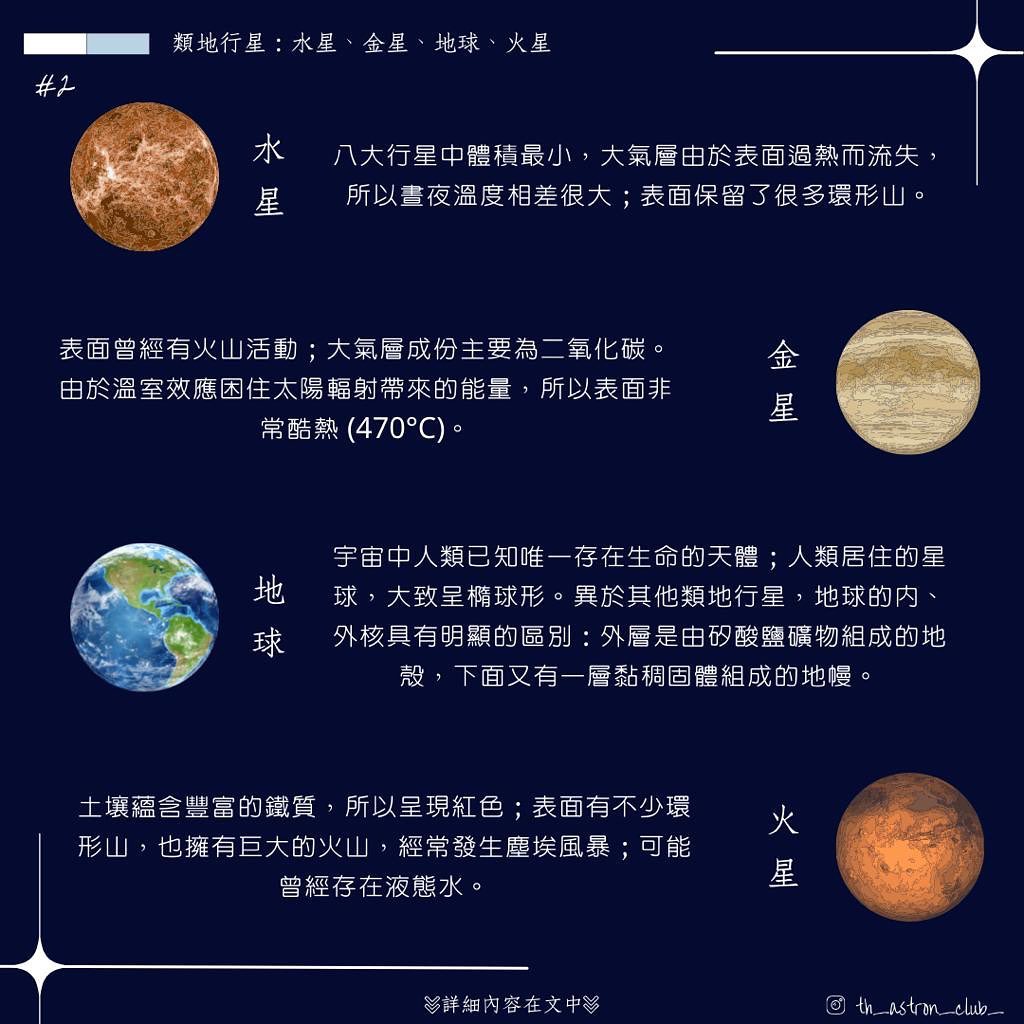 類地行星：水星、金星、地球、火星
#2
水星
八大行星中體積最小，大氣層由於表面過熱而流失，
所以晝夜溫度相差很大；表面保留了很多環形山。
表面曾經有火山活動；大氣層成份主要為二氧化碳。
由於溫室效應困住太陽輻射帶來的能量，所以表面非
常酷熱 (470°C)。
金星
地球
宇宙中人類已知唯一存在生命的天體；人類居住的星
球，大致呈橢球形。異於其他類地行星，地球的內、
外核具有明顯的區別：外層是由矽酸鹽礦物組成的地
殼，下面又有一層黏稠固體組成的地幔。
土壤蘊含豐富的鐵質，所以呈現紅色；表面有不少環
形山，也擁有巨大的火山，經常發生塵埃風暴；可能
曾經存在液態水。
火星
詳細內容在文中
th_astron_club_